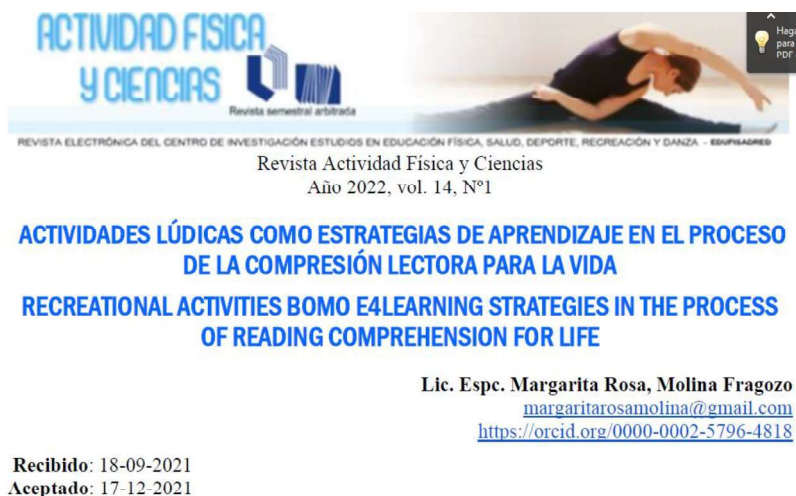 ACTIVIDAD FISICA
Y CIENCIAS
Revista semestral arbitrada
Haga
para
PDF
REVISTA ELECTRÓNICA DEL CENTRO DE INVESTIGACIÓN ESTUDIOS EN EDUCACIÓN FÍSICA, SALUD, DEPORTE, RECREACIÓN Y DANZA - EDUFISADRED
Revista Actividad Física y Ciencias
Año 2022, vol. 14, Nº1
ACTIVIDADES LÚDICAS COMO ESTRATEGIAS DE APRENDIZAJE EN EL PROCESO
DE LA COMPRESIÓN LECTORA PARA LA VIDA
RECREATIONAL ACTIVITIES BOMO E4LEARNING STRATEGIES IN THE PROCESS
OF READING COMPREHENSION FOR LIFE
Lic. Espc. Margarita Rosa, Molina Fragozo
margaritarosamolina@gmail.com
https://orcid.org/0000-0002-5796-4818
Recibido: 18-09-2021
Aceptado: 17-12-2021